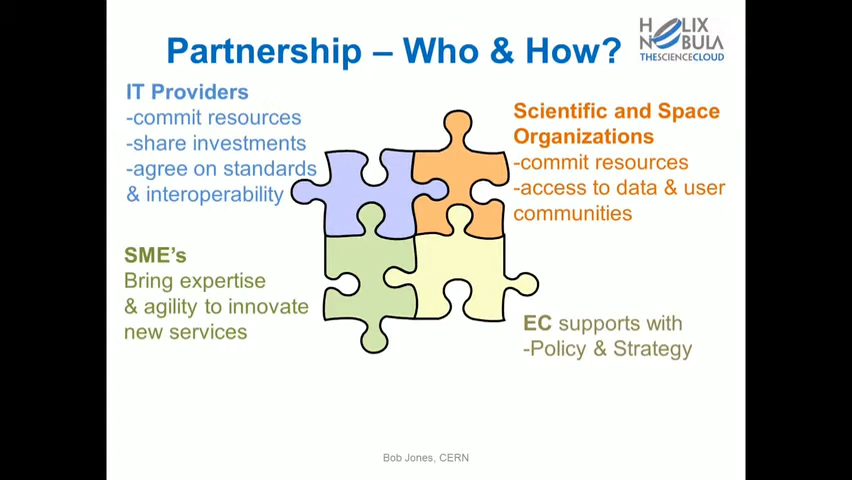 Partnership – Who & How?
HELIX
NEBULA
THESCIENCECLOUD
IT Providers
-commit resources
-share investments
-agree on standards
& interoperability
Scientific and Space
Organizations
-commit resources
-access to data & user
communities
SME's
Bring expertise
& agility to innovate
new services
EC supports with
-Policy & Strategy
Bob Jones, CERN